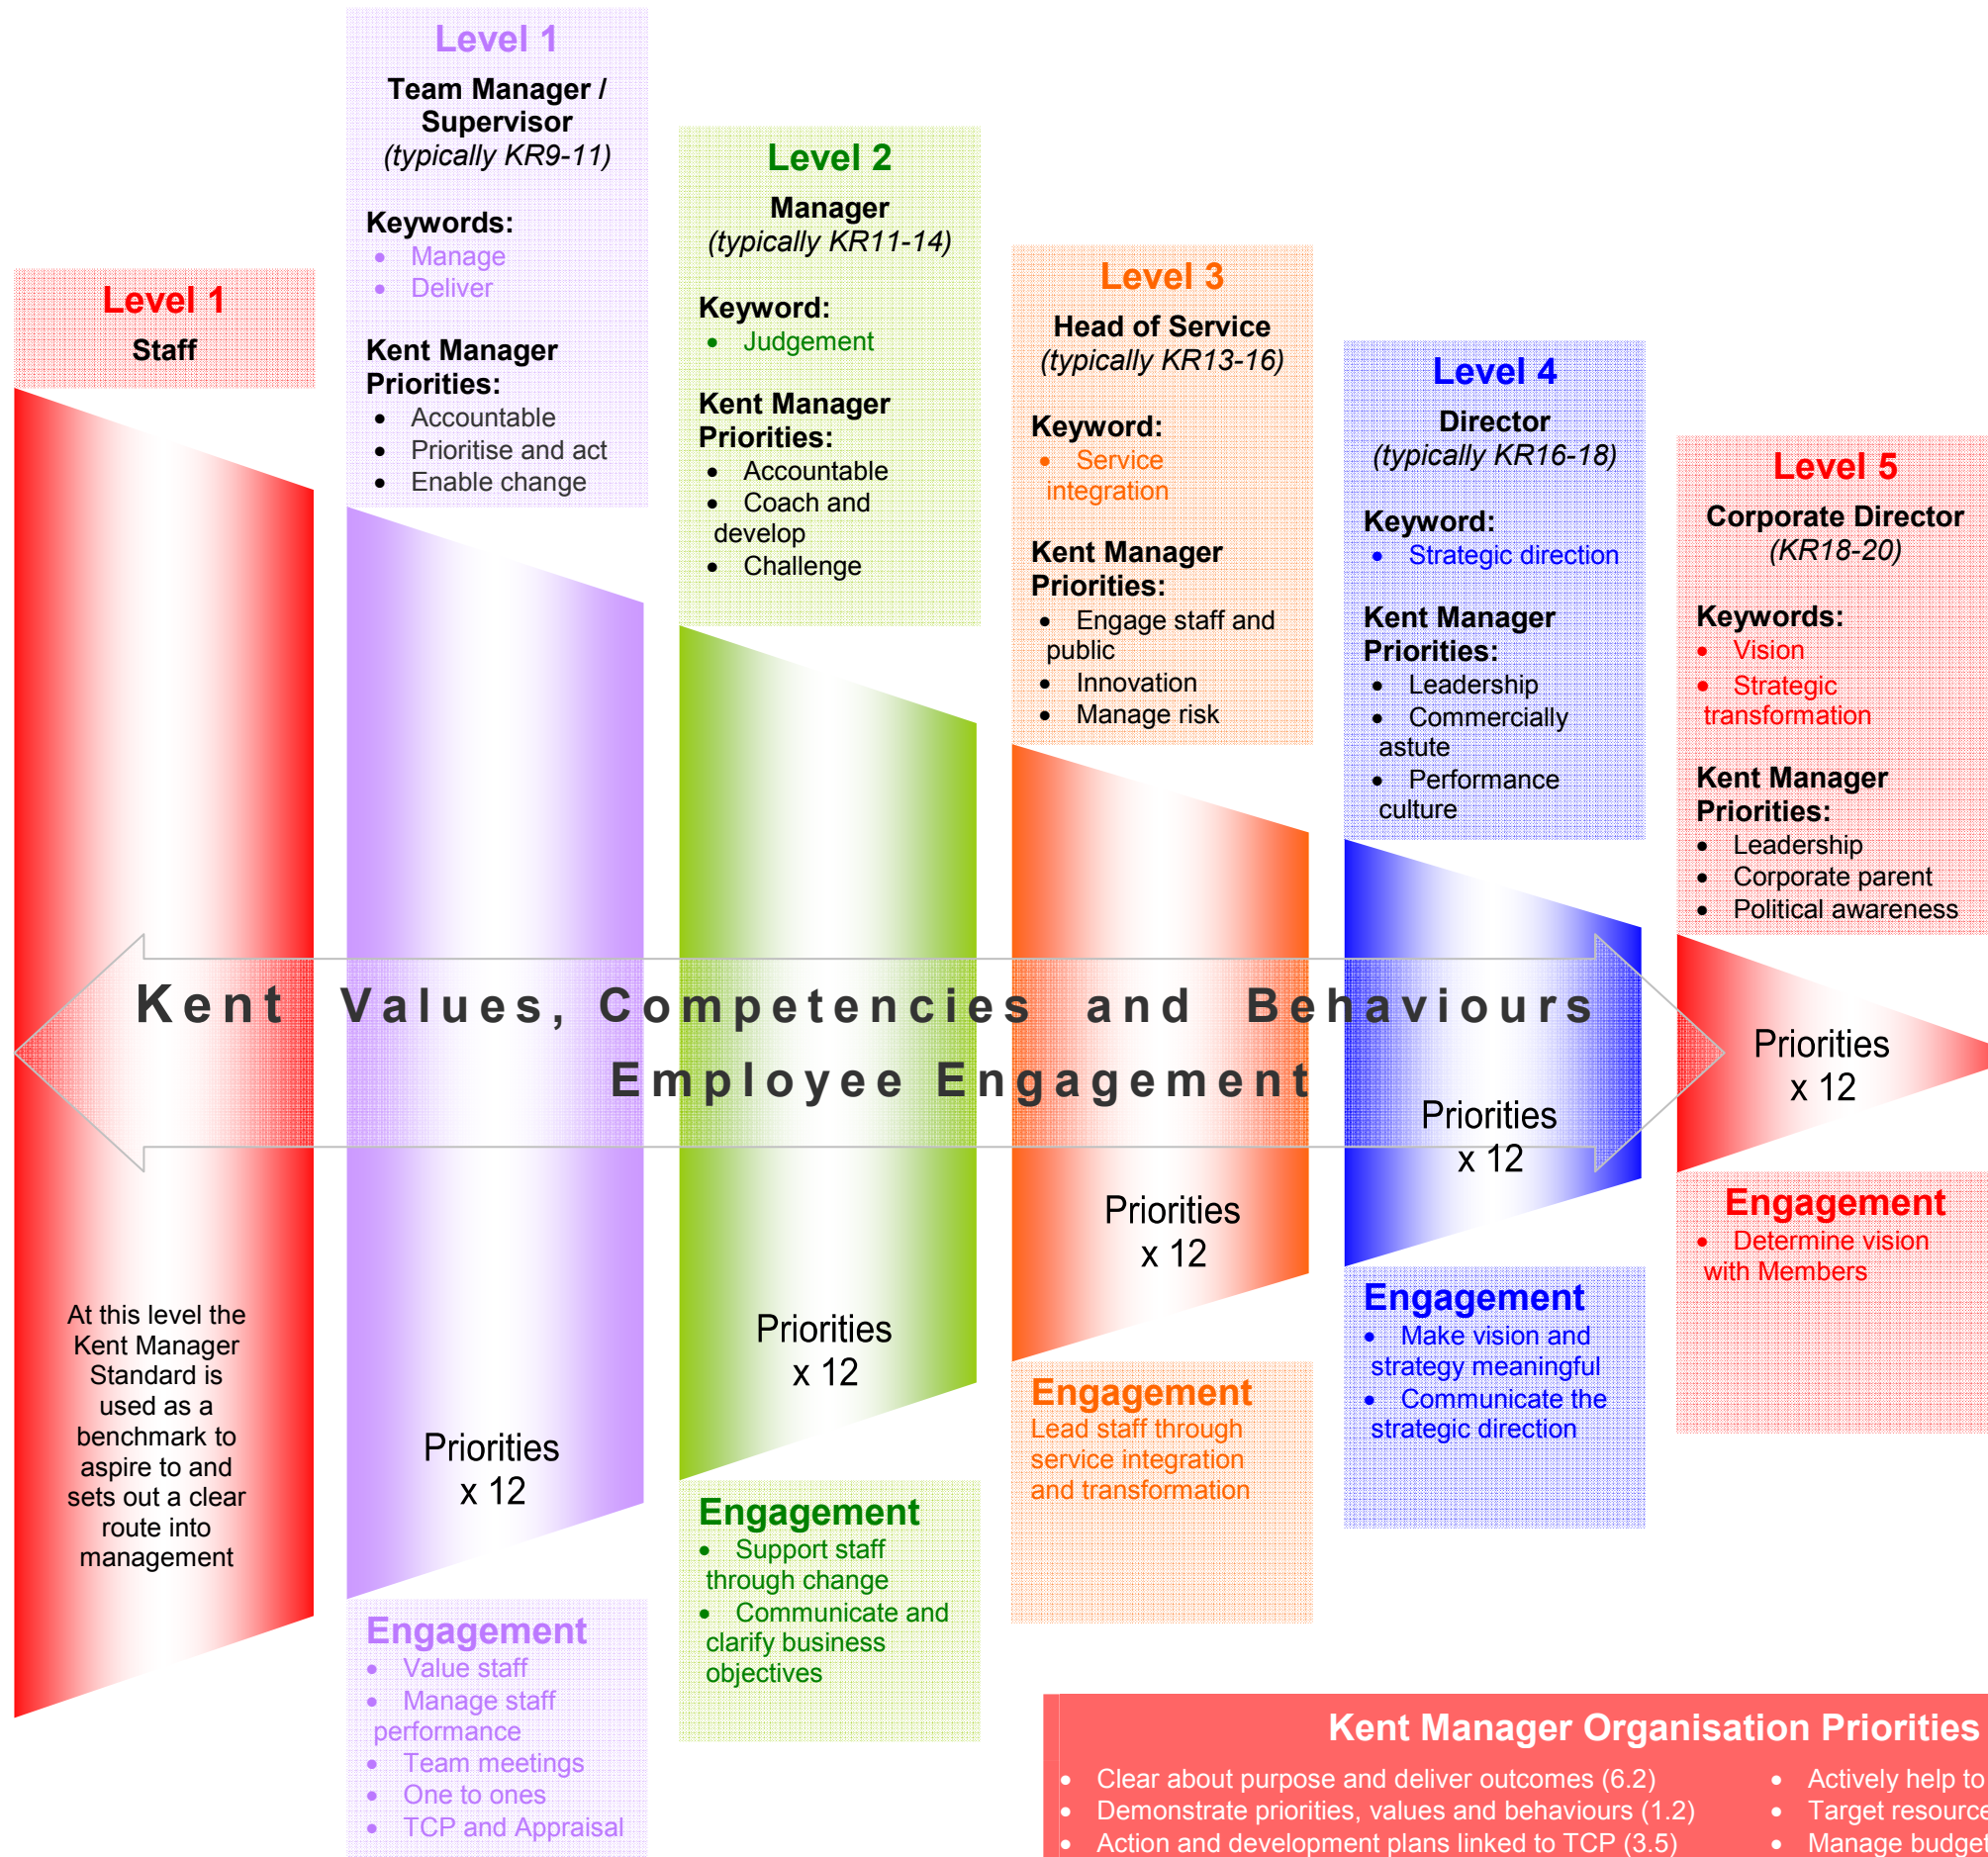 Level 1
Staff
At this level the
Kent Manager
Standard is
used as a
benchmark to
aspire to and
sets out a clear
route into
management
Level 1
Team Manager /
Supervisor
(typically KR9-11)
Keywords:
• Manage
• Deliver
Kent Manager
Priorities:
• Accountable
• Prioritise and act
• Enable change
Priorities
x 12
Engagement
• Value staff
• Manage staff
performance
• Team meetings
• One to ones
• TCP and Appraisal
Level 2
Manager
(typically KR11-14)
Keyword:
• Judgement
Kent Manager
Priorities:
• Accountable
• Coach and
develop
• Challenge
Priorities
x 12
Engagement
• Support staff
through change
• Communicate and
clarify business
objectives
Level 3
Head of Service
(typically KR13-16)
Keyword:
• Service
integration
Kent Manager
Priorities:
• Engage staff and
public
• Innovation
• Manage risk
Priorities
x 12
Engagement
Lead staff through
service integration
and transformation
Level 4
Director
(typically KR16-18)
Keyword:
• Strategic direction
Kent Manager
Priorities:
• Leadership
• Commercially
astute
• Performance
culture
Priorities
x 12
Engagement
• Make vision and
strategy meaningful
• Communicate the
strategic direction
Level 5
Corporate Director
(KR18-20)
Keywords:
• Vision
• Strategic
transformation
Kent Manager
Priorities:
• Leadership
• Corporate parent
• Political awareness
Priorities
x 12
Engagement
• Determine vision
with Members
Kent Values, Competencies and Behaviours
Employee Engagement
Kent Manager Organisation Priorities
• Clear about purpose and deliver outcomes (6.2)
• Demonstrate priorities, values and behaviours (1.2)
• Action and development plans linked to TCP (3.5)
• Actively help to
• Target resource
• Manage budget